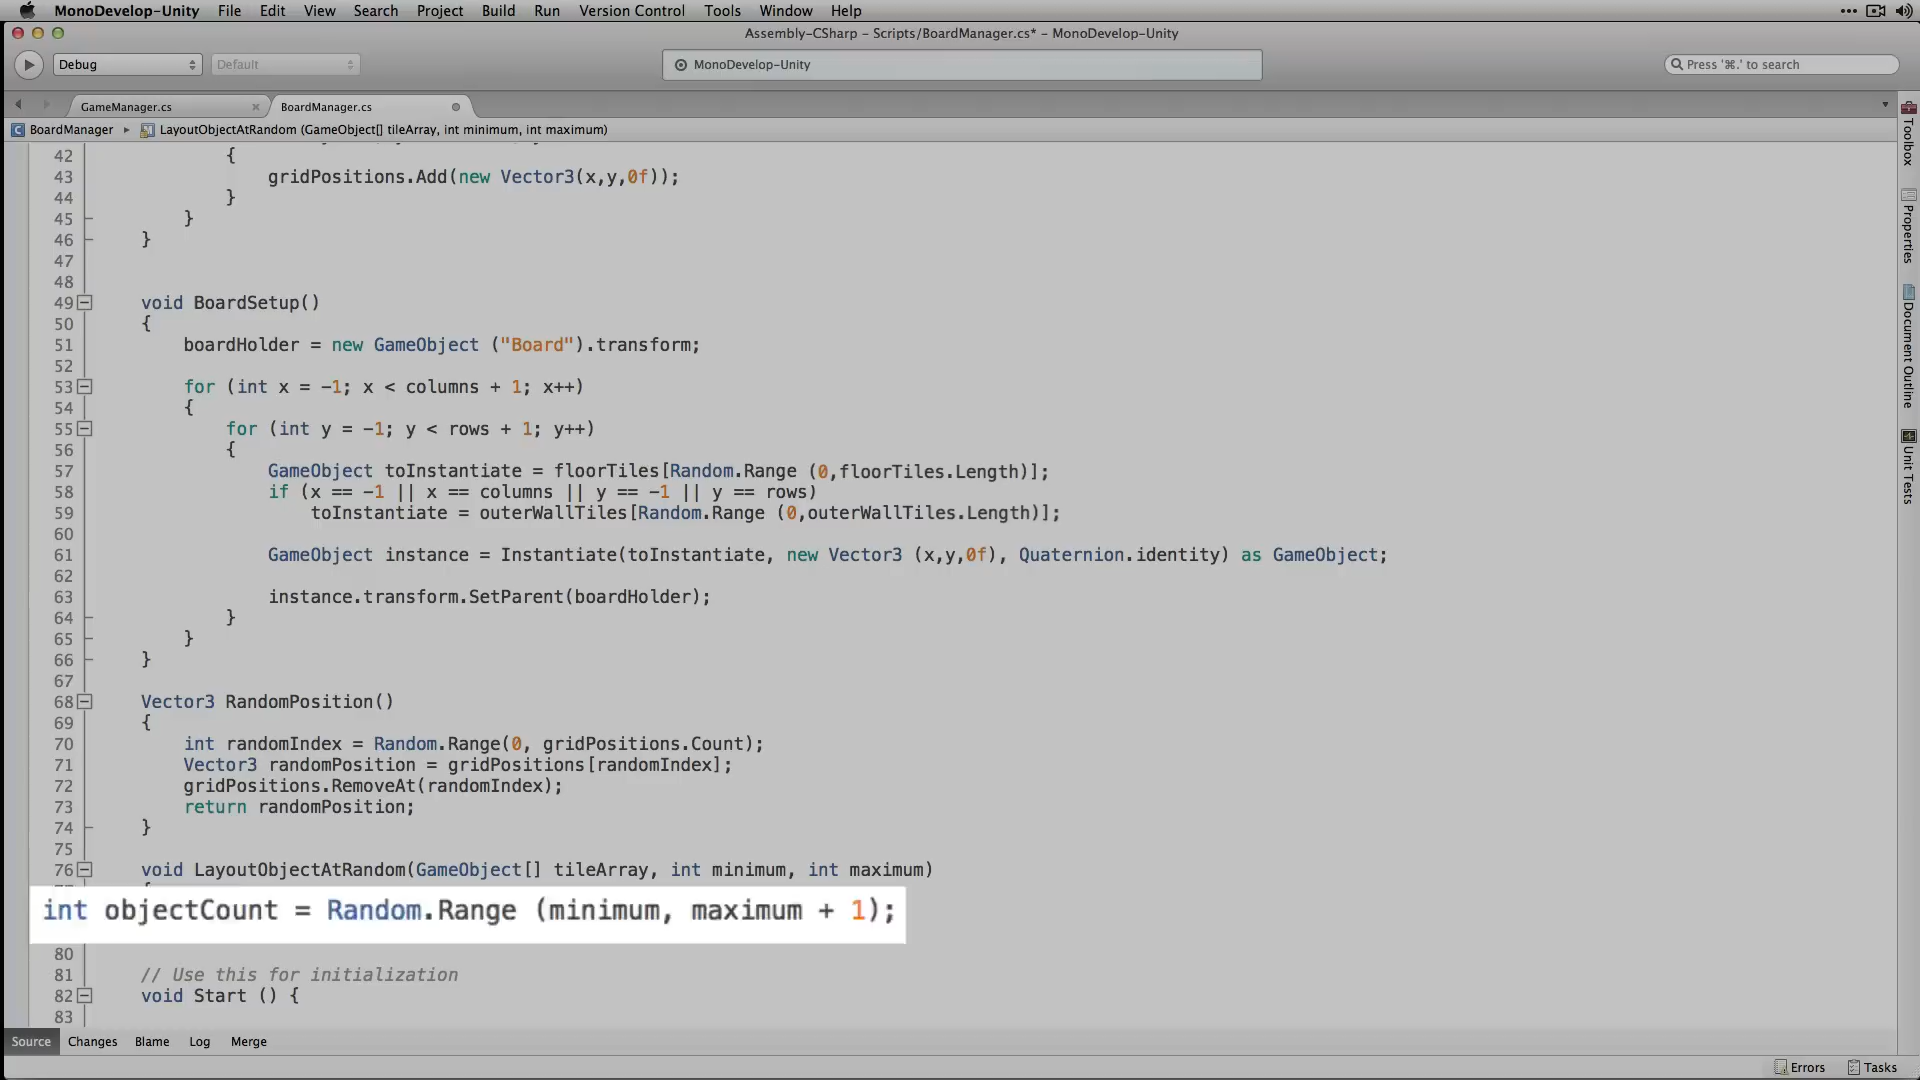 MonoDevelop-Unity File Edit View Search Project Build Run Version Control Tools Window Help
Assembly-CSharp – Scripts/BoardManager.cs* – MonoDevelop-Unity
Debug Default MonoDevelop-Unity Press '⌘.' to search
GameManager.cs BoardManager.cs
BoardManager LayoutObjectAtRandom (GameObject[] tileArray, int minimum, int maximum)
42 {
43 gridPositions.Add(new Vector3(x,y,0f));
44 }
45 }
46 }
47
48
49 void BoardSetup()
50 {
51 boardHolder = new GameObject ("Board").transform;
52
53 for (int x = -1; x < columns + 1; x++)
54 {
55 for (int y = -1; y < rows + 1; y++)
56 {
57 GameObject toInstantiate = floorTiles[Random.Range (0,floorTiles.Length)];
58 if (x == -1 || x == columns || y == -1 || y == rows)
59 toInstantiate = outerWallTiles[Random.Range (0,outerWallTiles.Length)];
60
61 GameObject instance = Instantiate(toInstantiate, new Vector3 (x,y,0f), Quaternion.identity) as GameObject;
62
63 instance.transform.SetParent(boardHolder);
64 }
65 }
66 }
67
68 Vector3 RandomPosition()
69 {
70 int randomIndex = Random.Range(0, gridPositions.Count);
71 Vector3 randomPosition = gridPositions[randomIndex];
72 gridPositions.RemoveAt(randomIndex);
73 return randomPosition;
74 }
75
76 void LayoutObjectAtRandom(GameObject[] tileArray, int minimum, int maximum)
int objectCount = Random.Range (minimum, maximum + 1);
80
81 // Use this for initialization
82 void Start () {
83
Source Changes Blame Log Merge
Errors Tasks
Toolbox
Properties
Document Outline
Unit Tests